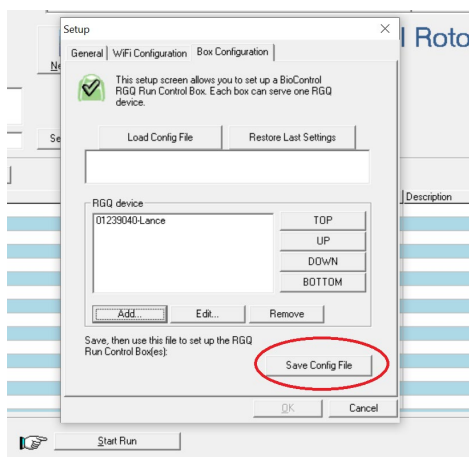 Setup
l Roto
General
WiFi Configuration
Box Configuration
Ne
This setup screen allows you to set up a BioControl
RGQ Run Control Box. Each box can serve one RGQ
device.
Se
Load Config File
Restore Last Settings
Description
RGQ device
01239040-Lance
TOP
UP
DOWN
BOTTOM
Add...
Edit...
Remove
Save, then use this file to set up the RGQ
Run Control Box(es):
Save Config File
OK
Cancel
Start Run